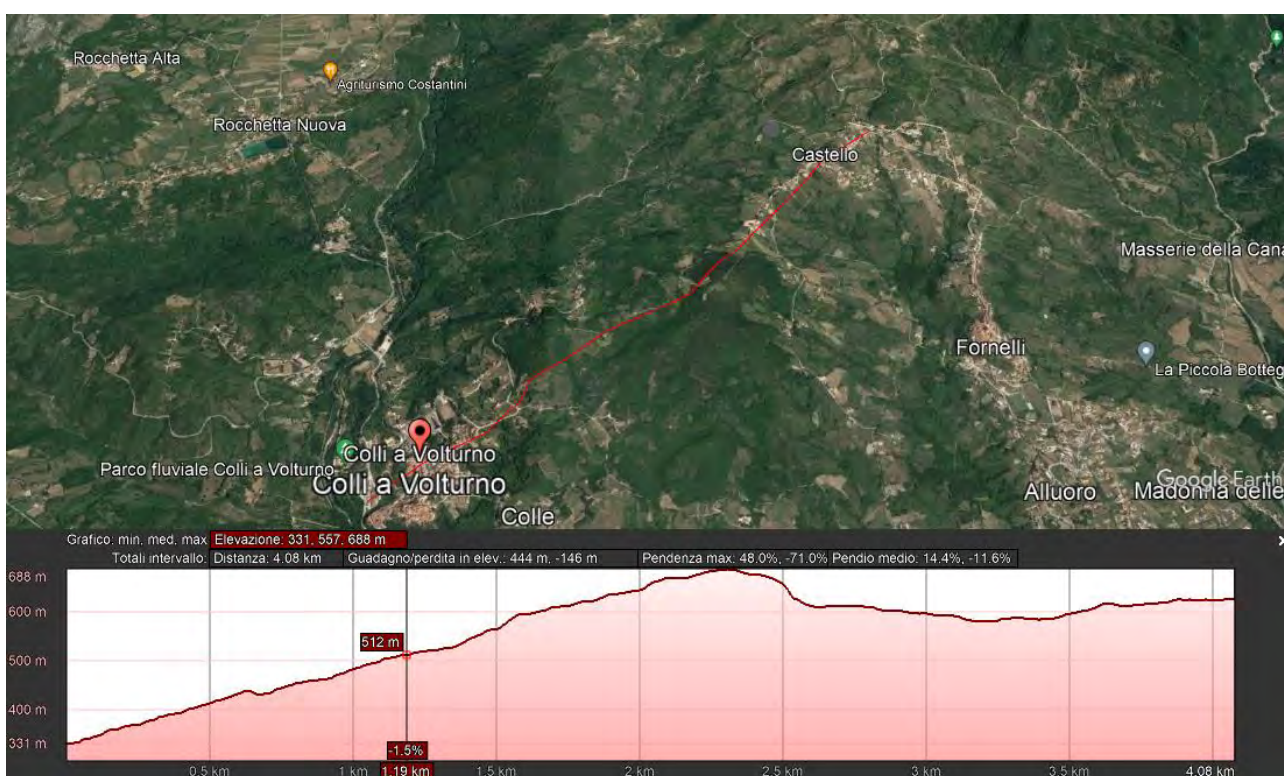 Rocchetta Alta
Agriturismo Costantini
Rocchetta Nuova
Castello
Masserie della Cana
Fornelli
La Piccola Botteg
Colli a Volturno
Parco fluviale Colli a Volturno
Colli a Volturno
Google Earth
Alluoro
Madonna delle
Colle
Grafico: min. med. max Elevazione: 331, 557, 688 m
Totali intervallo: Distanza: 4.08 km Guadagno/perdita in elev.: 444 m, -146 m Pendenza max: 48.0%, -71.0% Pendio medio: 14.4%, -11.6%
688 m
600 m
512 m
500 m
400 m
331 m
-1.5%
0.5 km 1 km 1.19 km 1.5 km 2 km 2.5 km 3 km 3.5 km 4.08 km